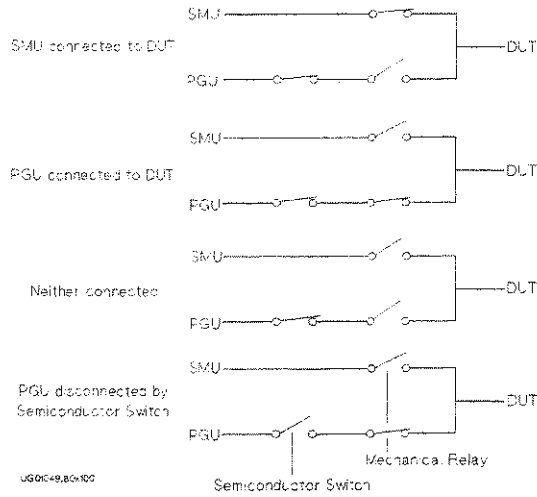 SMU
SMU connected to DUT
DUT
PGU
SMU
PGU connected to DUT
DUT
PGU
SMU
Neither connected
DUT
PGU
SMU
PGU disconnected by
Semiconductor Switch
DUT
PGU
Mechanical Relay
Semiconductor Switch